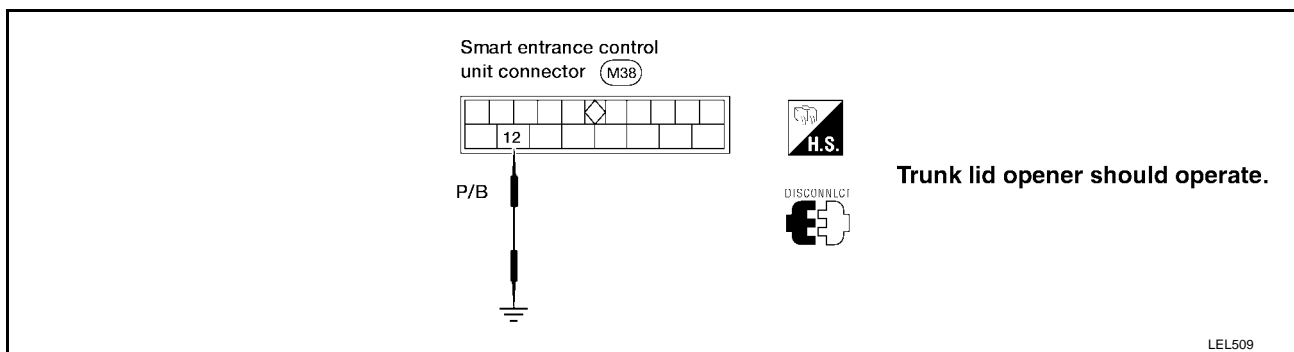 Smart entrance control
unit connector M38
12
H.S.
P/B
Trunk lid opener should operate.
DISCONNECT
LEL509